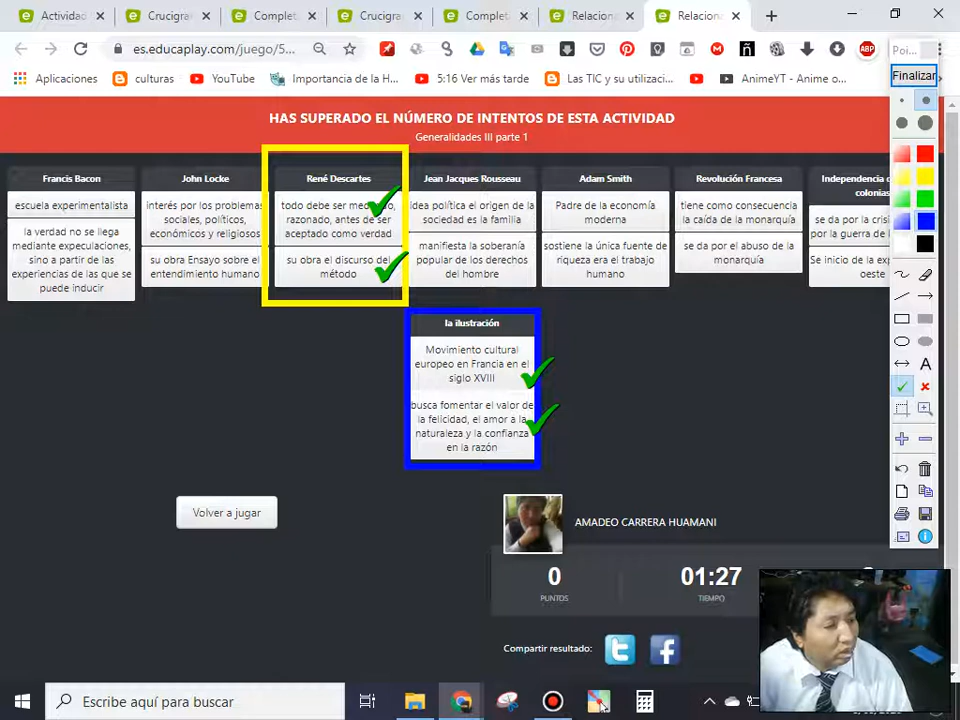 Actividad
Crucigra
Complet
Crucigra
Complet
Relaciona
Relacion
es.educaplay.com/juego/5...
Aplicaciones
culturas
YouTube
Importancia de la H...
5:16 Ver más tarde
Las TIC y su utilizaci...
AnimeYT - Anime o...
Poi...
Finalizar
HAS SUPERADO EL NÚMERO DE INTENTOS DE ESTA ACTIVIDAD
Generalidades III parte 1
Francis Bacon
escuela experimentalista
la verdad no se llega
mediante expeculaciones,
sino a partir de las
experiencias de las que se
puede inducir
John Locke
interés por los problemas
sociales, políticos,
económicos y religiosos
su obra Ensayo sobre el
entendimiento humano
René Descartes
todo debe ser
razonado, antes de ser
aceptado como verdad
su obra el discurso del
método
Jean Jacques Rousseau
idea política el origen de la
sociedad es la familia
manifiesta la soberanía
popular de los derechos
del hombre
Adam Smith
Padre de la economía
moderna
sostiene la única fuente de
riqueza era el trabajo
humano
Revolución Francesa
tiene como consecuencia
la caída de la monarquía
se da por el abuso de la
monarquía
Independencia d
colonias
se da por la cris
por la guerra de
Se inicio de la exp
oeste
la ilustración
Movimiento cultural
europeo en Francia en el
siglo XVIII
busca fomentar el valor de
la felicidad, el amor a la
naturaleza y la confianza
en la razón
Volver a jugar
AMADEO CARRERA HUAMANI
0
PUNTOS
01:27
TIEMPO
Compartir resultado:
Escribe aquí para buscar